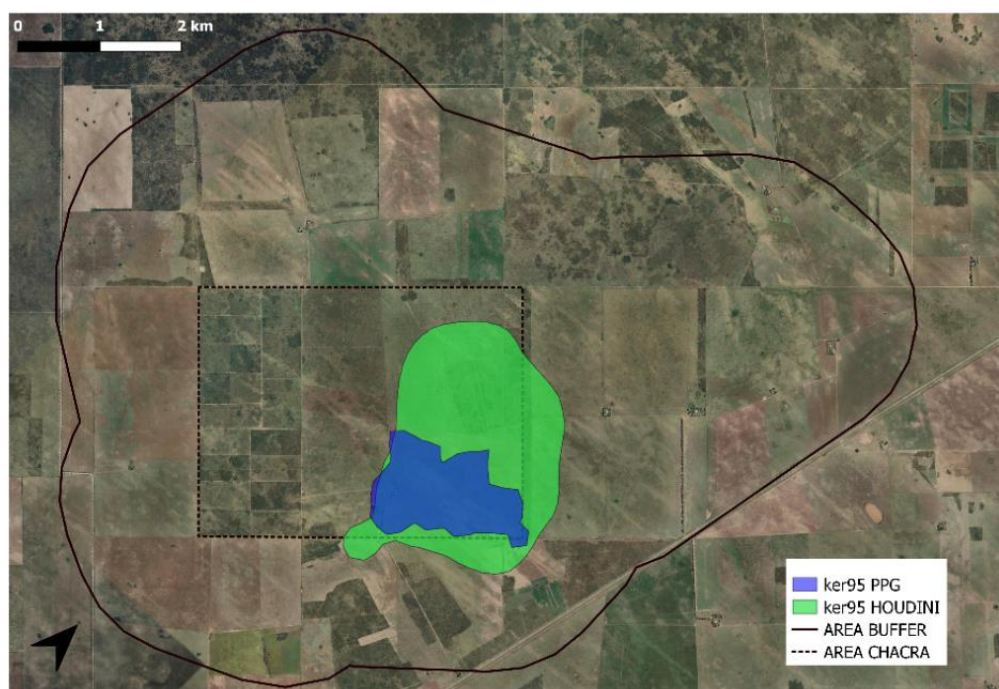 0 1 2 km
ker95 PPG
ker95 HOUDINI
AREA BUFFER
AREA CHACRA